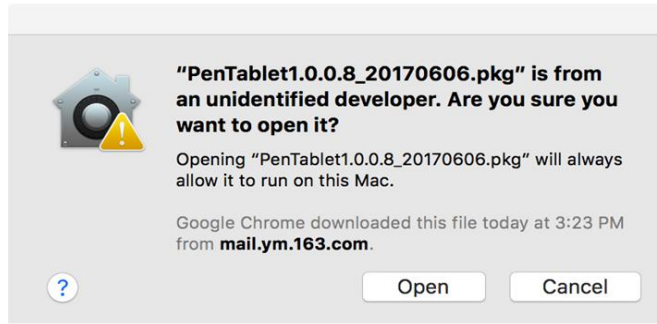 “PenTablet1.0.0.8_20170606.pkg” is from
an unidentified developer. Are you sure you
want to open it?
Opening “PenTablet1.0.0.8_20170606.pkg” will always
allow it to run on this Mac.
Google Chrome downloaded this file today at 3:23 PM
from mail.ym.163.com.
?
Open
Cancel